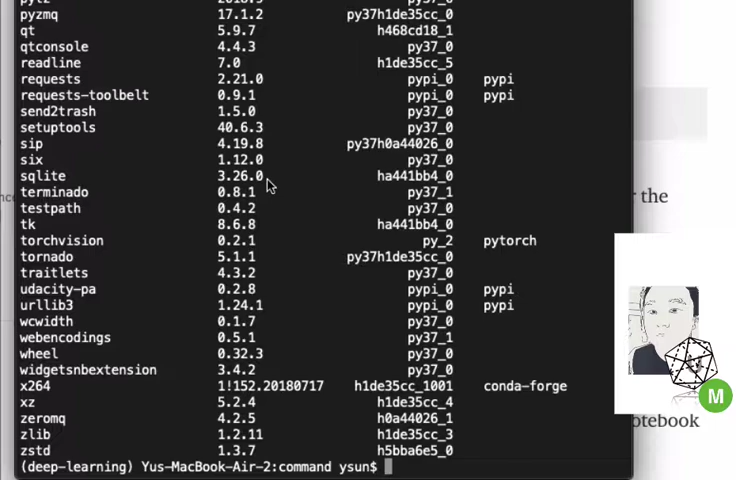 pytz 2018.5 py37_0
pyzmq 17.1.2 py37h1de35cc_0
qt 5.9.7 h468cd18_1
qtconsole 4.4.3 py37_0
readline 7.0 h1de35cc_5
requests 2.21.0 pypi_0 pypi
requests-toolbelt 0.9.1 pypi_0 pypi
send2trash 1.5.0 py37_0
setuptools 40.6.3 py37_0
sip 4.19.8 py37h0a44026_0
six 1.12.0 py37_0
sqlite 3.26.0 ha441bb4_0
terminado 0.8.1 py37_1
testpath 0.4.2 py37_0
tk 8.6.8 ha441bb4_0
torchvision 0.2.1 py_2 pytorch
tornado 5.1.1 py37h1de35cc_0
traitlets 4.3.2 py37_0
udacity-pa 0.2.8 pypi_0 pypi
urllib3 1.24.1 pypi_0 pypi
wcwidth 0.1.7 py37_0
webencodings 0.5.1 py37_1
wheel 0.32.3 py37_0
widgetsnbextension 3.4.2 py37_0
x264 1!152.20180717 h1de35cc_1001 conda-forge
xz 5.2.4 h1de35cc_4
zeromq 4.2.5 h0a44026_1
zlib 1.2.11 h1de35cc_3
zstd 1.3.7 h5bba6e5_0
(deep-learning) Yus-MacBook-Air-2:command ysun$
the
M
otebook